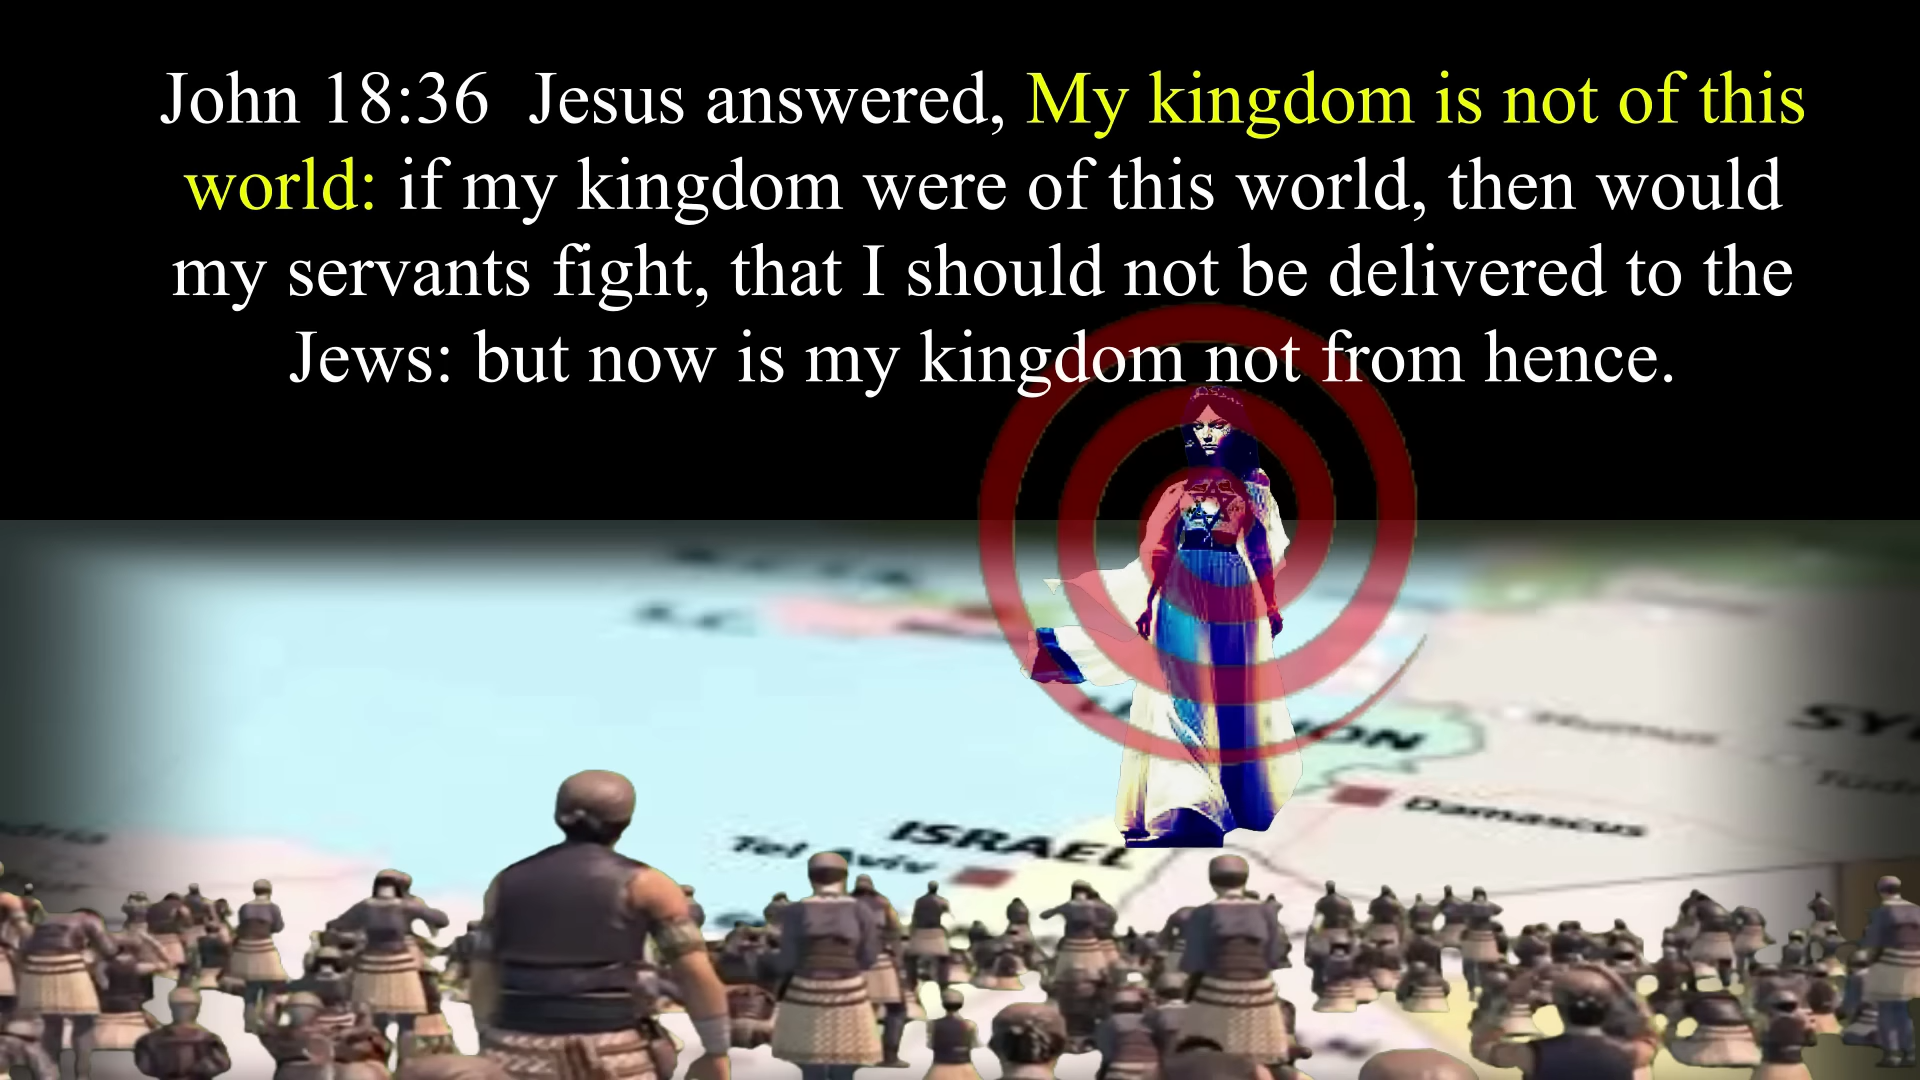 John 18:36  Jesus answered, My kingdom is not of this
world: if my kingdom were of this world, then would
my servants fight, that I should not be delivered to the
Jews: but now is my kingdom not from hence.
ISRAEL
Tel Aviv
Damascus